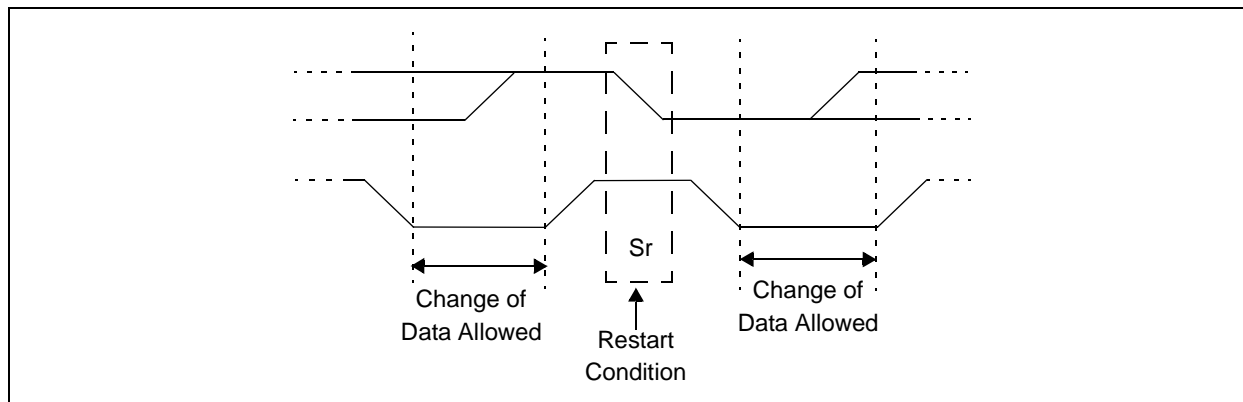 Sr
Change of
Data Allowed
Restart
Condition
Change of
Data Allowed